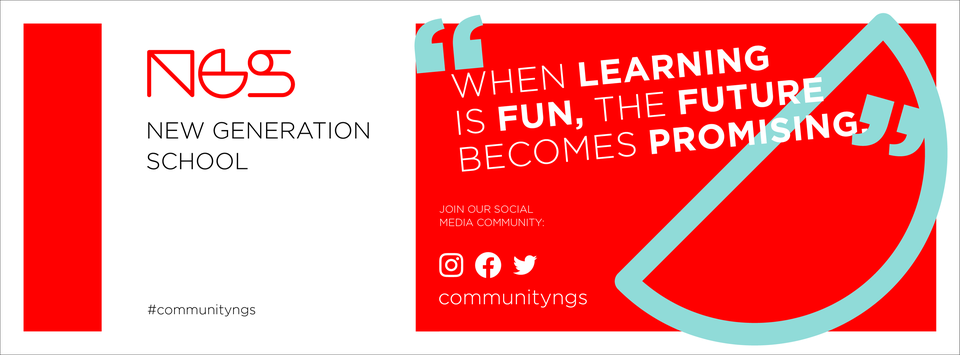 NGS
NEW GENERATION
SCHOOL
#communityngs
“WHEN LEARNING
IS FUN, THE FUTURE
BECOMES PROMISING.”
JOIN OUR SOCIAL
MEDIA COMMUNITY:
communityngs